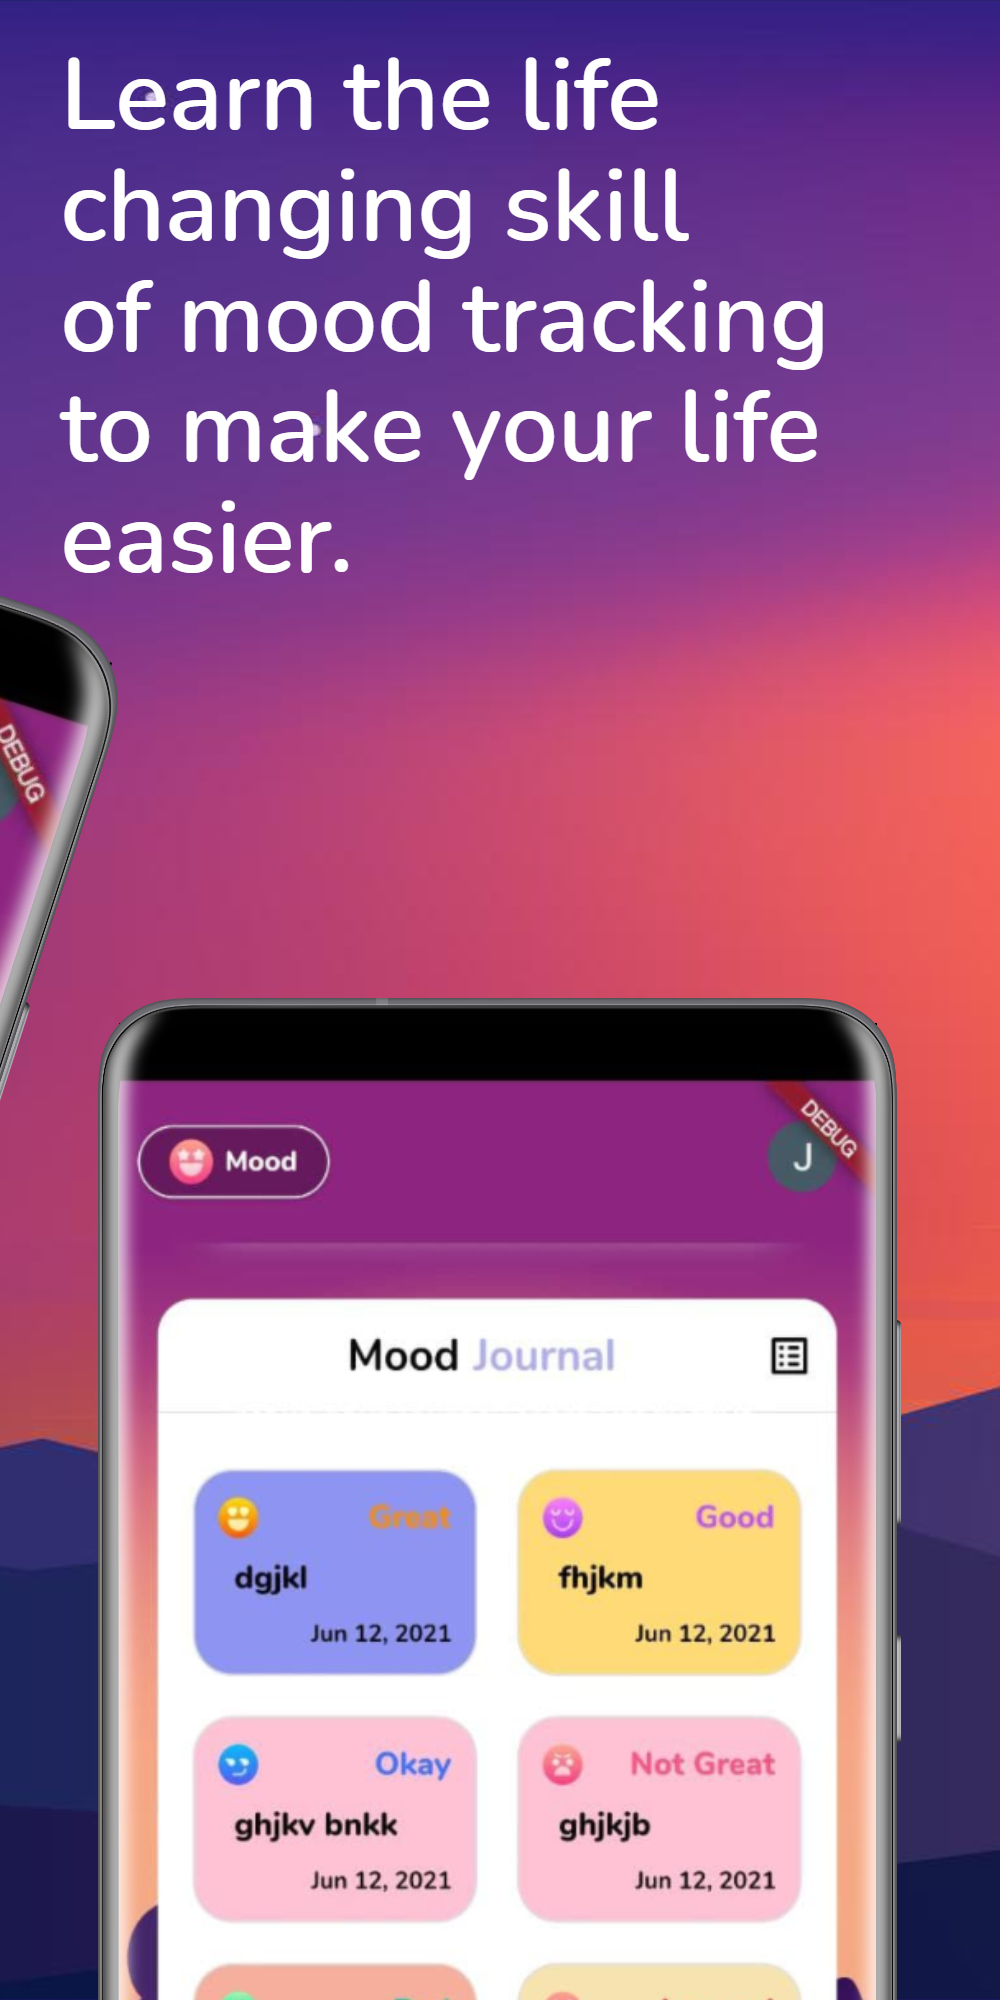 Learn the life
changing skill
of mood tracking
to make your life
easier.
DEBUG
DEBUG
Mood
J
Mood Journal
Great
Good
dgjkl
fhjkm
Jun 12, 2021
Jun 12, 2021
Okay
Not Great
ghjkv bnkk
ghjkjb
Jun 12, 2021
Jun 12, 2021